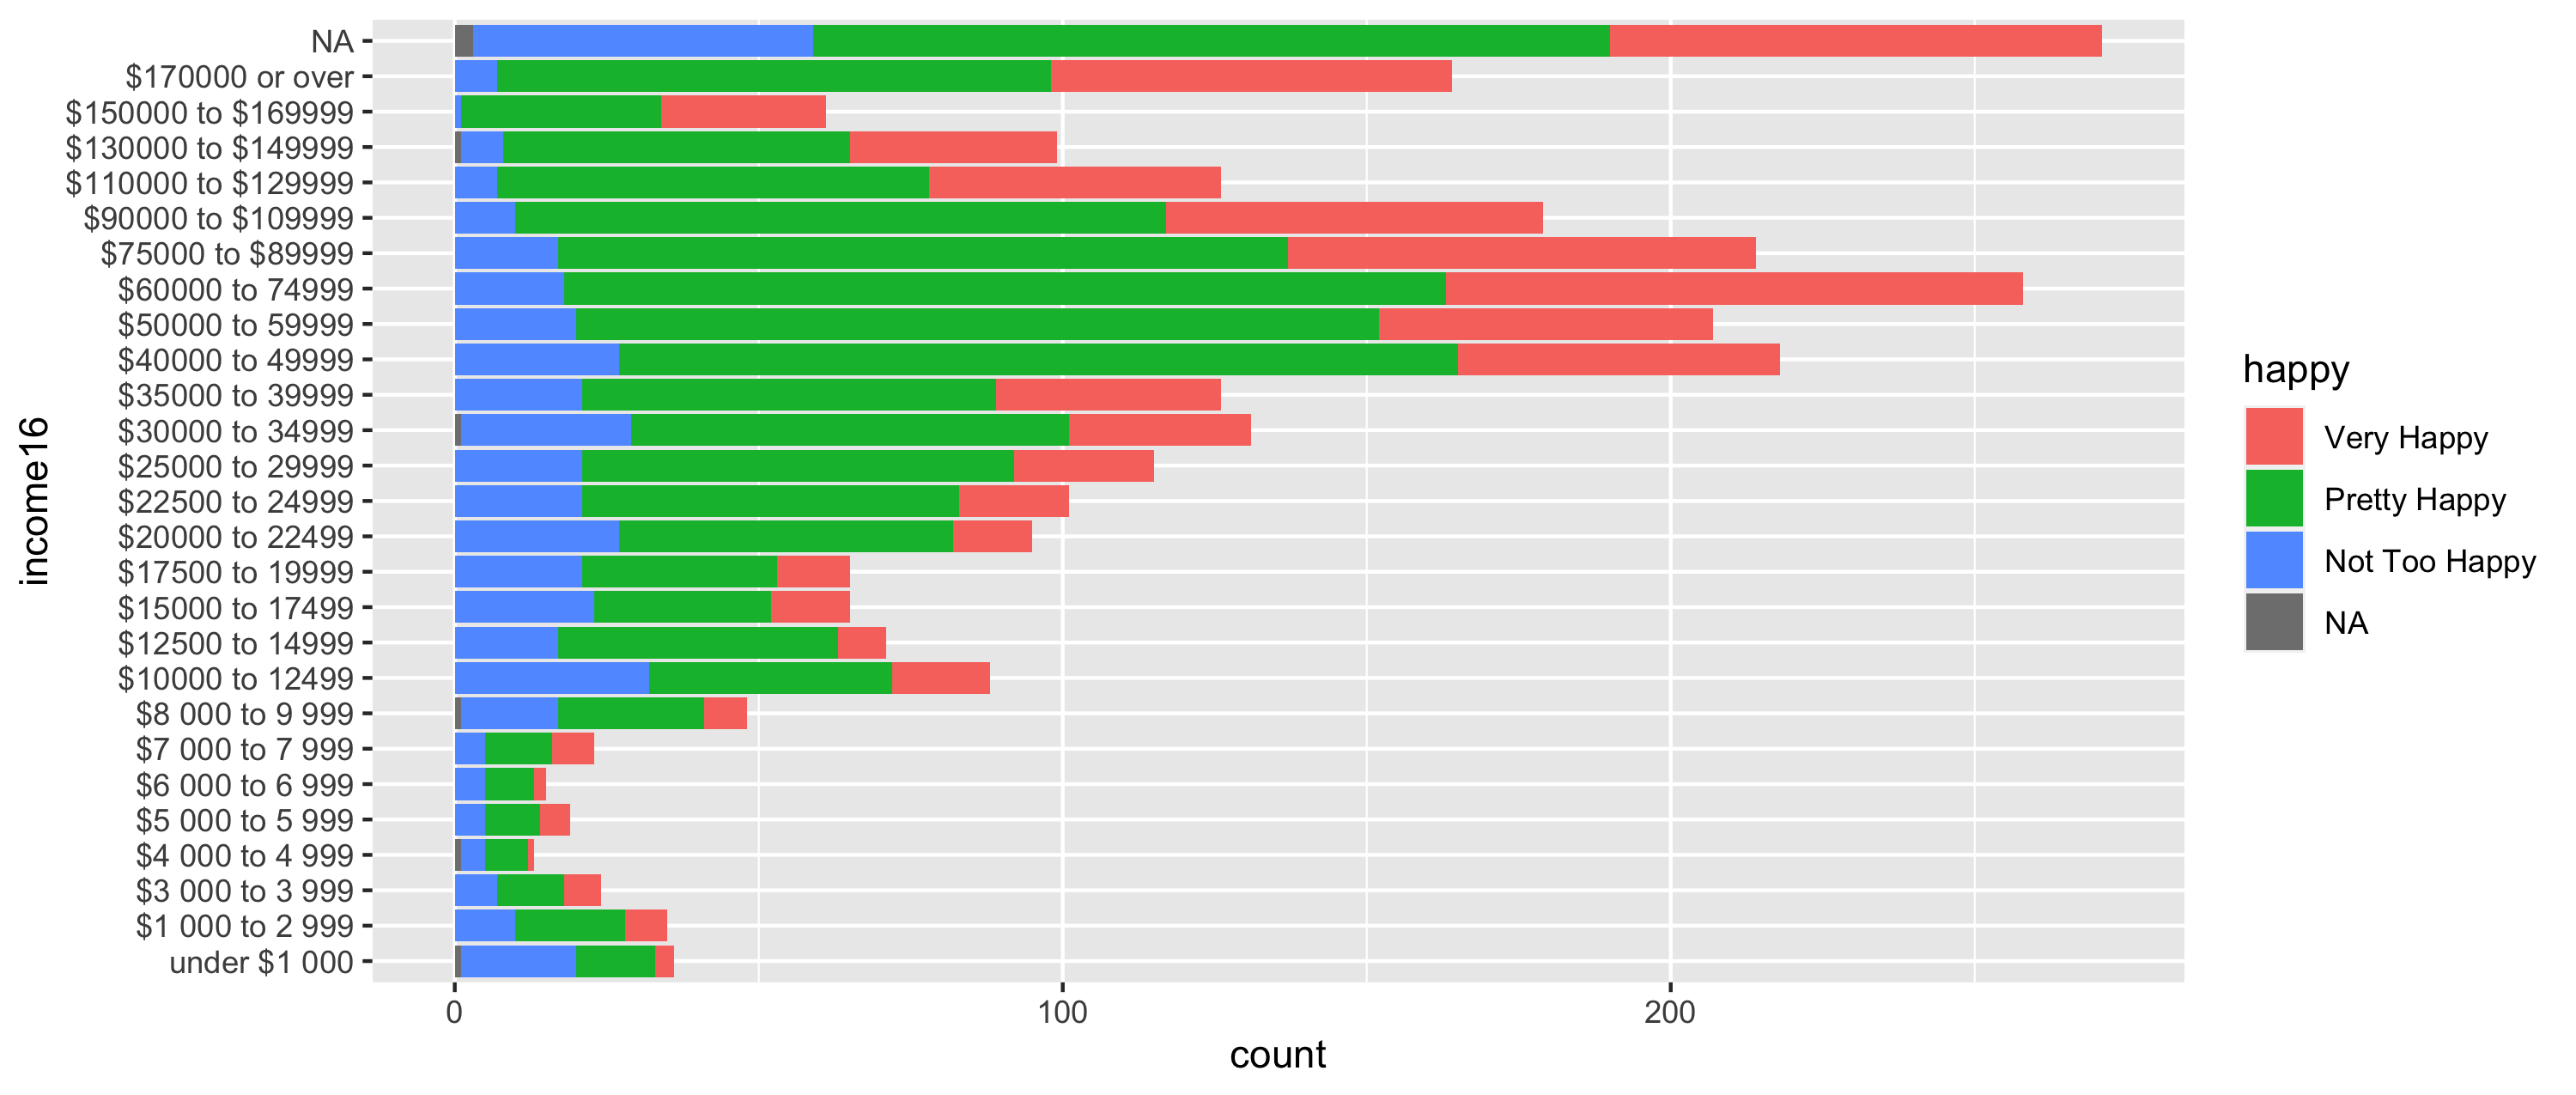 NA
$170000 or over
$150000 to $169999
$130000 to $149999
$110000 to $129999
$90000 to $109999
$75000 to $89999
$60000 to 74999
$50000 to 59999
$40000 to 49999
$35000 to 39999
$30000 to 34999
$25000 to 29999
$22500 to 24999
$20000 to 22499
$17500 to 19999
$15000 to 17499
$12500 to 14999
$10000 to 12499
$8 000 to 9 999
$7 000 to 7 999
$6 000 to 6 999
$5 000 to 5 999
$4 000 to 4 999
$3 000 to 3 999
$1 000 to 2 999
under $1 000
income16
0 100 200
count
happy
Very Happy
Pretty Happy
Not Too Happy
NA